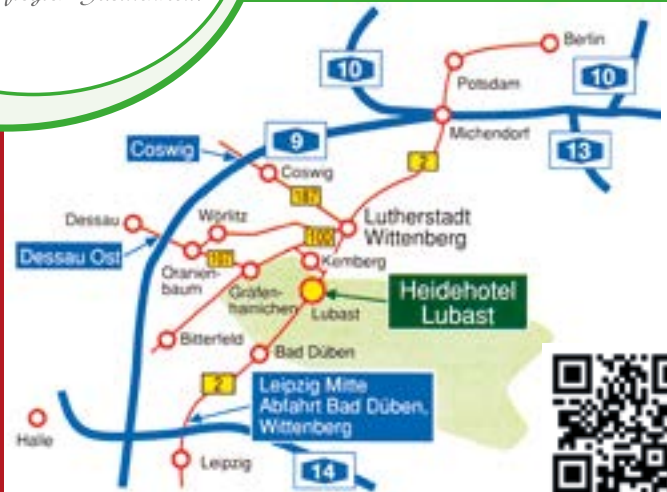 10
Berlin
Potsdam
10
9
Michendorf
13
Coswig
2
Coswig
187
Dessau
Wörlitz
Lutherstadt
Wittenberg
100
Dessau Ost
107
Kemberg
Oranien-
baum
Gräfen-
hainichen
Heidehotel
Lubast
Lubast
Bitterfeld
Bad Düben
2
Leipzig Mitte
Abfahrt Bad Düben,
Wittenberg
Halle
Leipzig
14